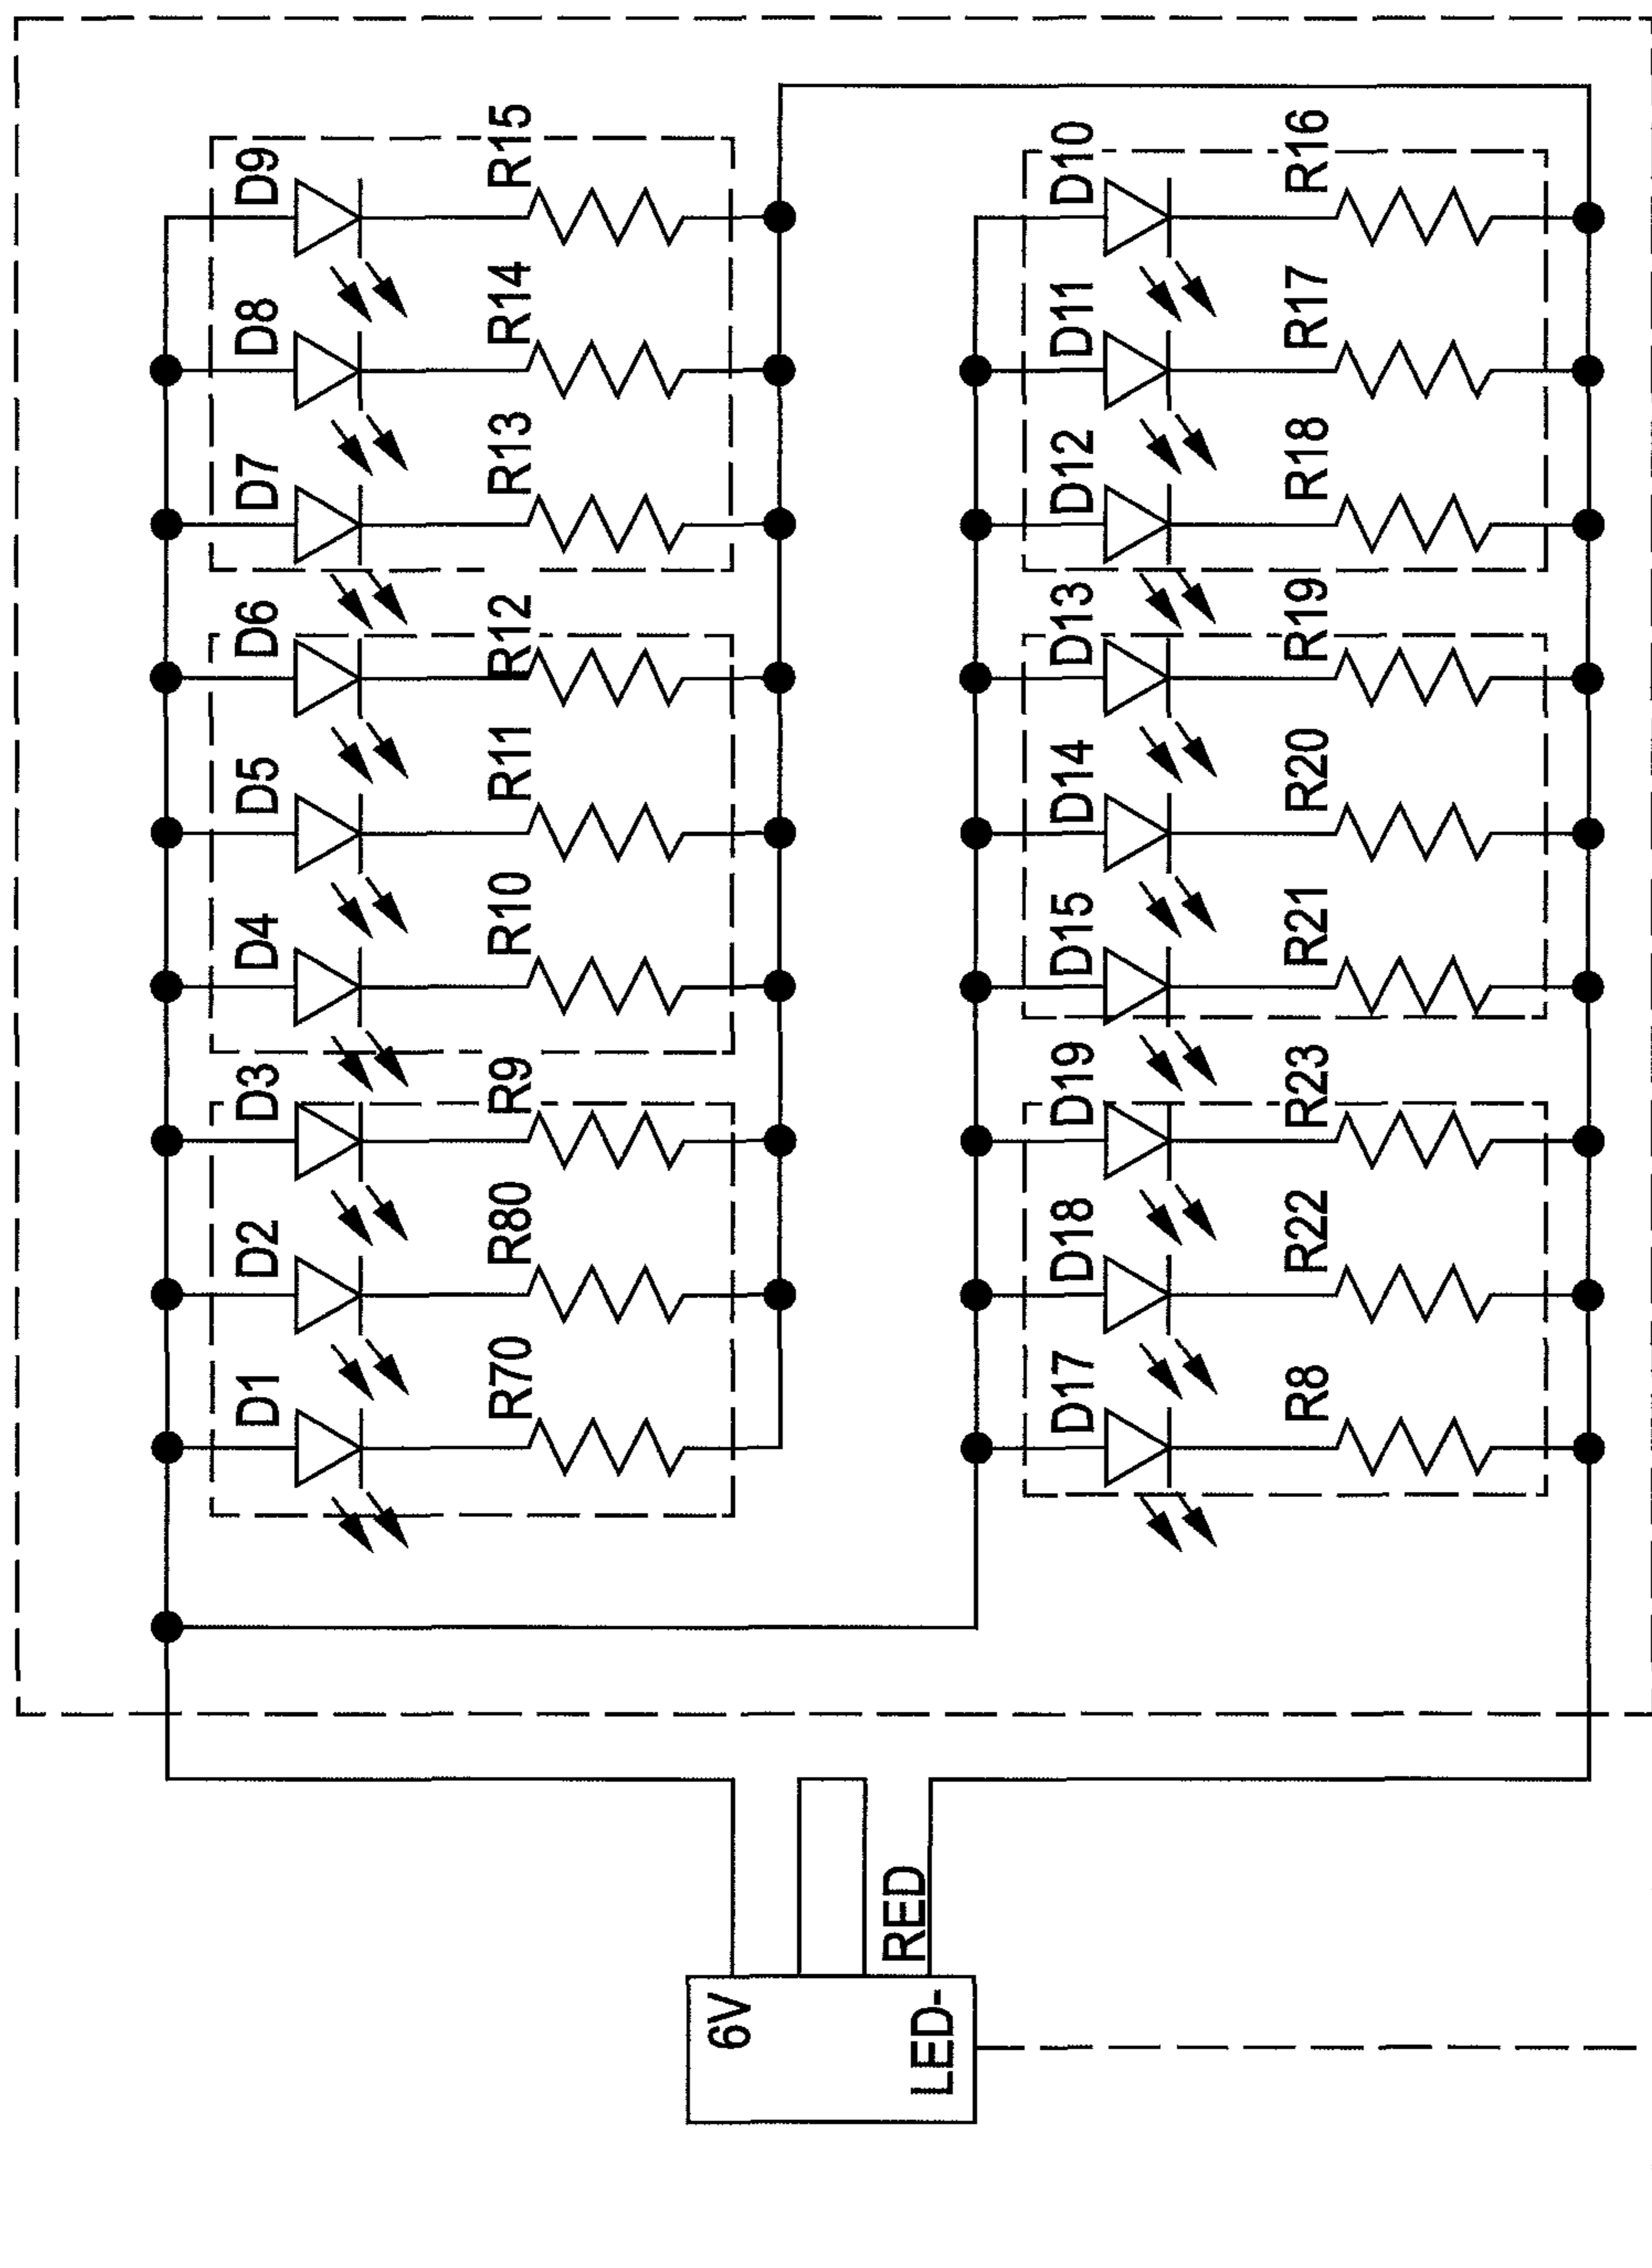 D9
R15
D10
R16
D8
R14
D11
R17
D7
R13
D12
R18
D6
R12
D13
R19
D5
R11
D14
R20
D4
R10
D15
R21
D3
R9
D19
R23
D2
R80
D18
R22
D1
R70
D17
R8
RED
6V
LED-